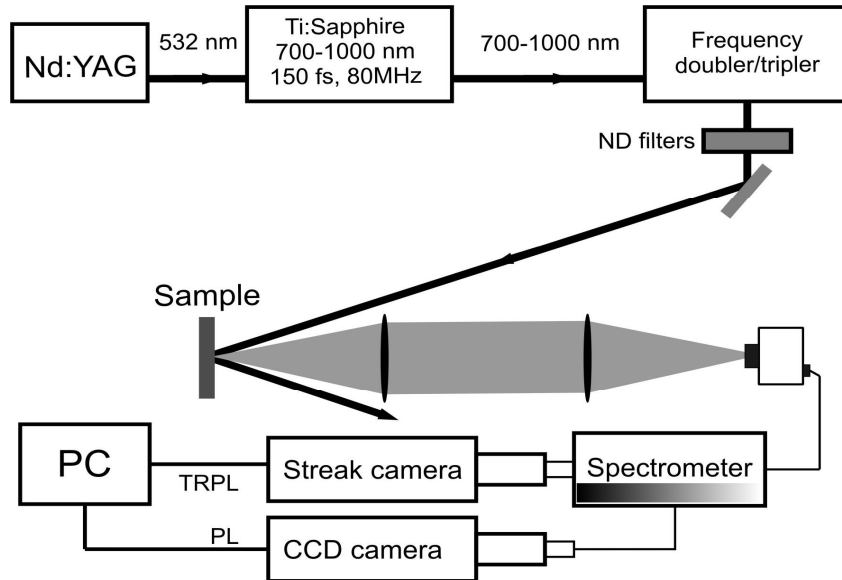 Nd:YAG
532 nm
Ti:Sapphire
700-1000 nm
150 fs, 80MHz
700-1000 nm
Frequency
doubler/tripler
ND filters
Sample
PC
TRPL
PL
Streak camera
CCD camera
Spectrometer